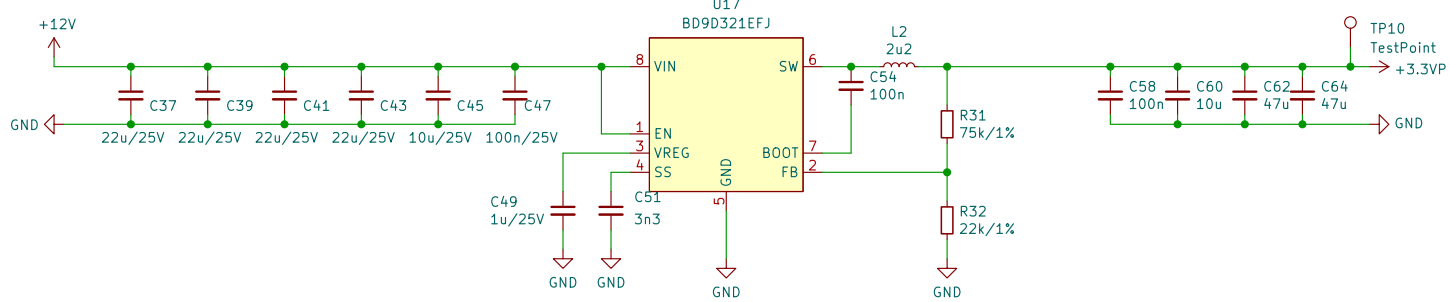 U17
BD9D321EFJ
+12V
TP10
TestPoint
+3.3VP
L2
2u2
8 VIN
SW 6
C37
22u/25V
C39
22u/25V
C41
22u/25V
C43
22u/25V
C45
10u/25V
C47
100n/25V
C54
100n
C58
100n
C60
10u
C62
47u
C64
47u
GND
GND
R31
75k/1%
1 EN
3 VREG
4 SS
BOOT 7
FB 2
GND
5
C49
1u/25V
C51
3n3
R32
22k/1%
GND
GND
GND
GND